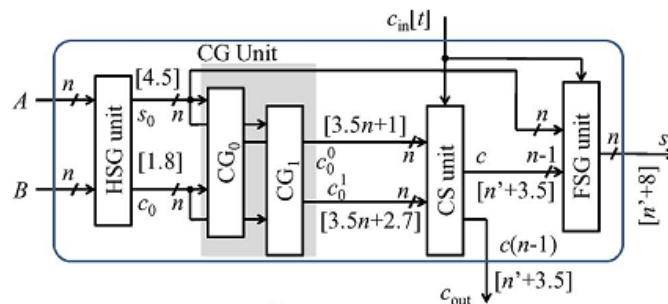 c_in[t]
CG Unit
A
n
HSG unit
[4.5]
s_0
n
CG_0
CG_1
[3.5n+1]
n
c_0^0
CS unit
n
FSG unit
n
s
[n'+8]
B
n
[1.8]
c_0
n
c_0^1
n
[3.5n+2.7]
c
n-1
[n'+3.5]
c(n-1)
[n'+3.5]
c_out